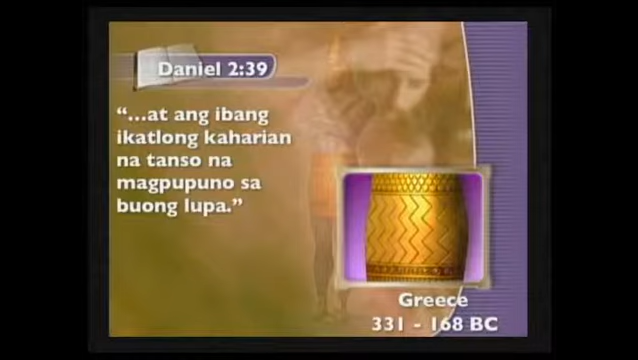 Daniel 2:39
“...at ang ibang
ikatlong kaharian
na tanso na
magpupuno sa
buong lupa.”
Greece
331 - 168 BC